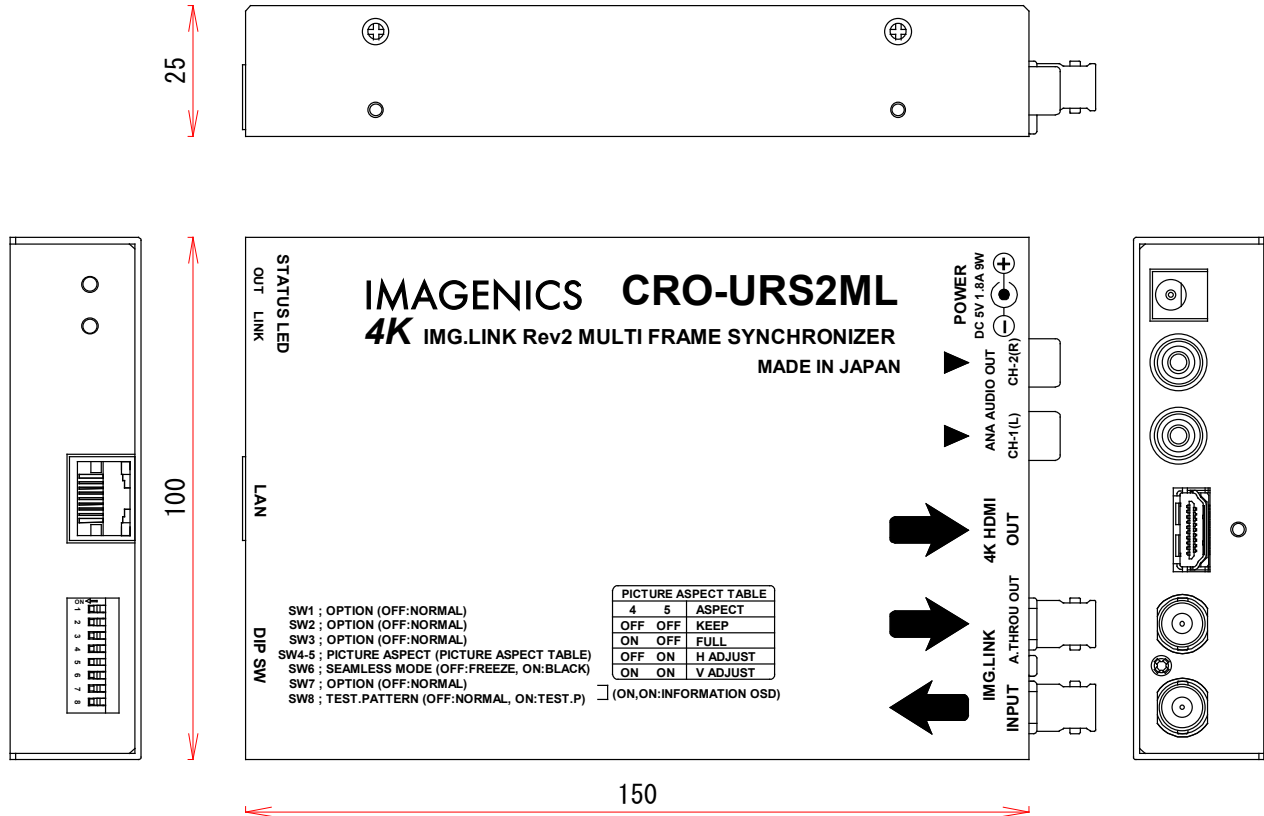 25
IMAGENICS CRO-URS2ML
4K IMG.LINK Rev2 MULTI FRAME SYNCHRONIZER
MADE IN JAPAN
STATUS LED
OUT LINK
LAN
DIP SW
100
ON
1
2
3
4
5
6
7
8
POWER
DC 5V 1.8A 9W
ANA AUDIO OUT
CH-2(R)
CH-1(L)
4K HDMI
OUT
IMG.LINK
A.THROU OUT
INPUT
SW1 ; OPTION (OFF:NORMAL)
SW2 ; OPTION (OFF:NORMAL)
SW3 ; OPTION (OFF:NORMAL)
SW4-5 ; PICTURE ASPECT (PICTURE ASPECT TABLE)
SW6 ; SEAMLESS MODE (OFF:FREEZE, ON:BLACK)
SW7 ; OPTION (OFF:NORMAL)
SW8 ; TEST.PATTERN (OFF:NORMAL, ON:TEST.P)
(ON,ON:INFORMATION OSD)
PICTURE ASPECT TABLE
4 5 ASPECT
OFF OFF KEEP
ON OFF FULL
OFF ON H ADJUST
ON ON V ADJUST
150